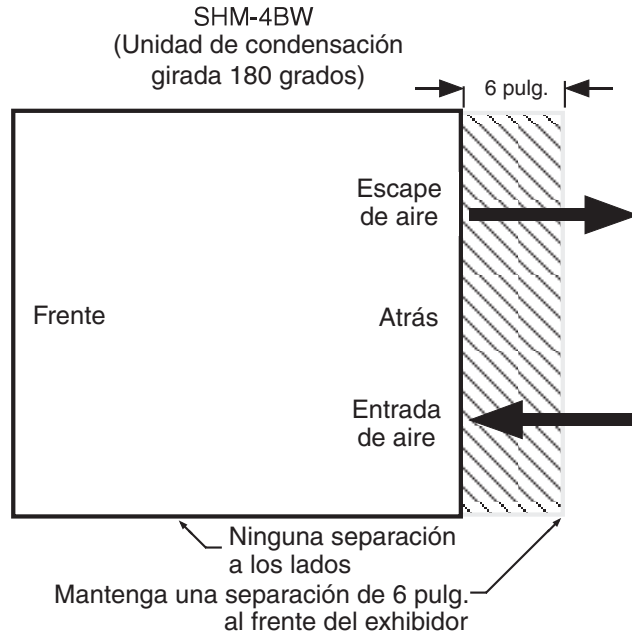 SHM-4BW
(Unidad de condensación
girada 180 grados)
6 pulg.
Escape
de aire
Frente
Atrás
Entrada
de aire
Ninguna separación
a los lados
Mantenga una separación de 6 pulg.
al frente del exhibidor